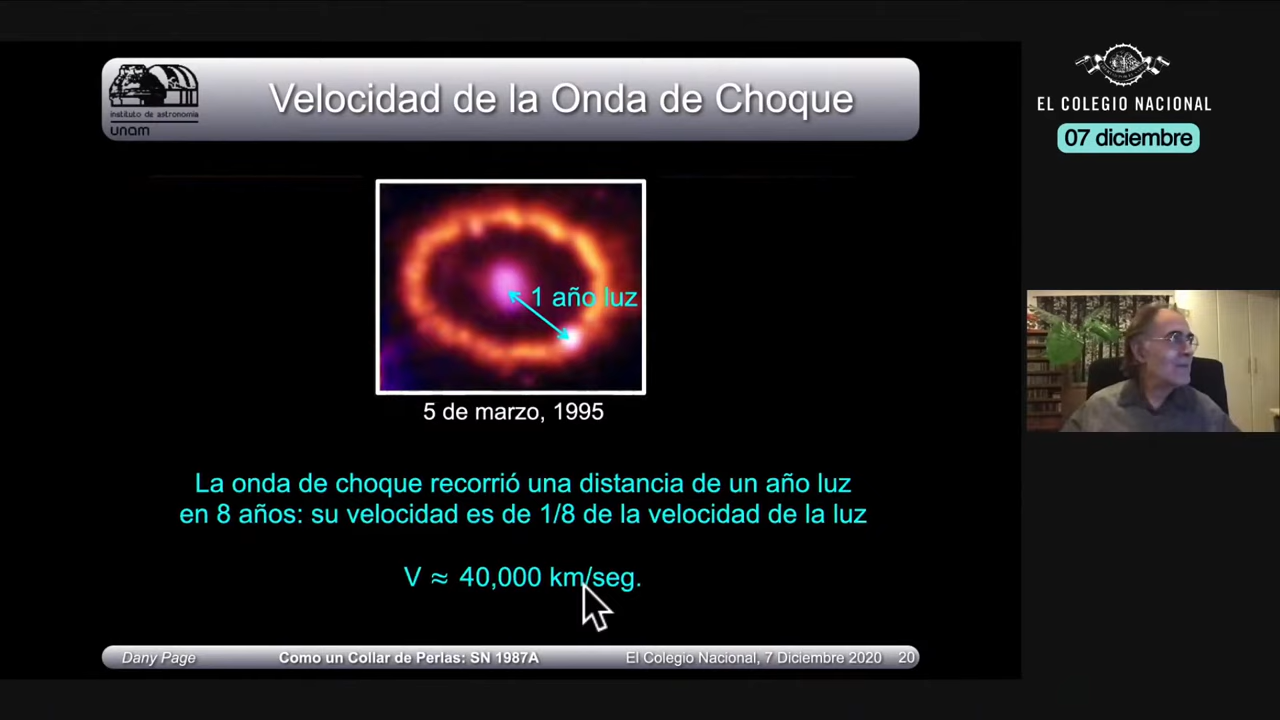 Velocidad de la Onda de Choque
instituto de astronomía
unam
EL COLEGIO NACIONAL
07 diciembre
1 año luz
5 de marzo, 1995
La onda de choque recorrió una distancia de un año luz
en 8 años: su velocidad es de 1/8 de la velocidad de la luz
V ≈ 40,000 km/seg.
Dany Page
Como un Collar de Perlas: SN 1987A
El Colegio Nacional, 7 Diciembre 2020
20